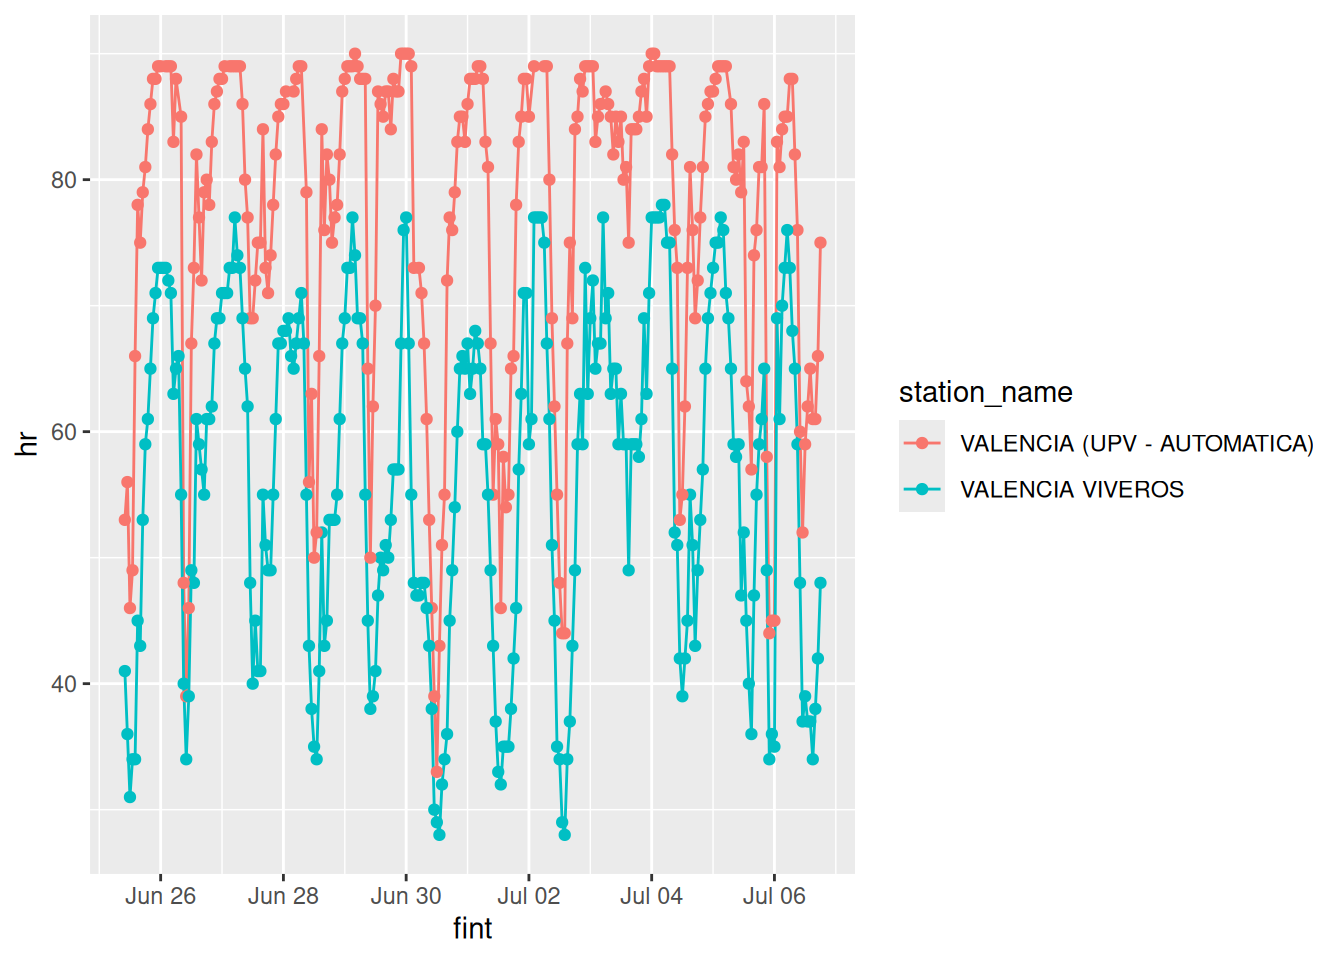 hr
80
60
40
Jun 26
Jun 28
Jun 30
Jul 02
Jul 04
Jul 06
fint
station_name
VALENCIA (UPV - AUTOMATICA)
VALENCIA VIVEROS